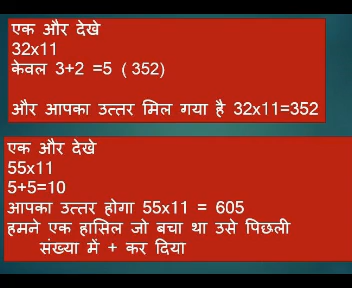 एक और देखे
32x11
केवल 3+2 =5 ( 352)
और आपका उत्तर मिल गया है 32x11=352
एक और देखे
55x11
5+5=10
आपका उत्तर होगा 55x11 = 605
हमने एक हासिल जो बचा था उसे पिछली
संख्या में + कर दिया